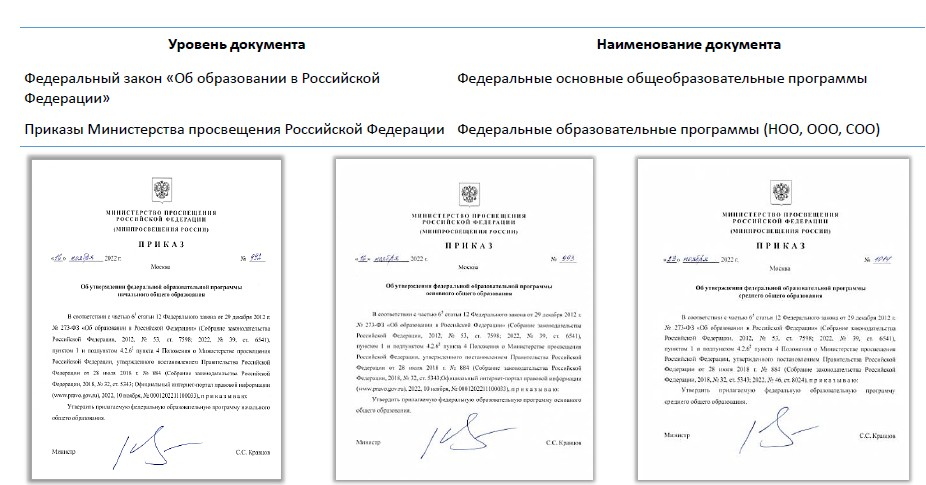 Уровень документа Наименование документа
Федеральный закон «Об образовании в Российской Федеральные основные общеобразовательные программы
Федерации»
Приказы Министерства просвещения Российской Федерации Федеральные образовательные программы (НОО, ООО, СОО)
МИНИСТЕРСТВО ПРОСВЕЩЕНИЯ
РОССИЙСКОЙ ФЕДЕРАЦИИ
(МИНПРОСВЕЩЕНИЯ РОССИИ)
ПРИКАЗ
«16» ноября 2022 г. № 992
Москва
Об утверждении федеральной образовательной программы
начального общего образования
В соответствии с частью 6¹ статьи 12 Федерального закона от 29 декабря 2012 г.
№ 273-ФЗ «Об образовании в Российской Федерации» (Собрание законодательства
Российской Федерации, 2012, № 53, ст. 7598; 2022, № 39, ст. 6541),
пунктом 1 и подпунктом 4.2.6² пункта 4 Положения о Министерстве просвещения
Российской Федерации, утвержденного постановлением Правительства Российской
Федерации от 28 июля 2018 г. № 884 (Собрание законодательства Российской
Федерации, 2018, № 32, ст. 5343; Официальный интернет-портал правовой информации
(www.pravo.gov.ru), 2022, 10 ноября, № 0001202211100033), приказываю:
Утвердить прилагаемую федеральную образовательную программу начального
общего образования.
Министр С.С. Кравцов
МИНИСТЕРСТВО ПРОСВЕЩЕНИЯ
РОССИЙСКОЙ ФЕДЕРАЦИИ
(МИНПРОСВЕЩЕНИЯ РОССИИ)
ПРИКАЗ
«16» ноября 2022 г. № 993
Москва
Об утверждении федеральной образовательной программы
основного общего образования
В соответствии с частью 6¹ статьи 12 Федерального закона от 29 декабря 2012 г.
№ 273-ФЗ «Об образовании в Российской Федерации» (Собрание законодательства
Российской Федерации, 2012, № 53, ст. 7598; 2022, № 39, ст. 6541),
пунктом 1 и подпунктом 4.2.6² пункта 4 Положения о Министерстве просвещения
Российской Федерации, утвержденного постановлением Правительства Российской
Федерации от 28 июля 2018 г. № 884 (Собрание законодательства Российской
Федерации, 2018, № 32, ст. 5343; Официальный интернет-портал правовой информации
(www.pravo.gov.ru), 2022, 10 ноября, № 0001202211100033), приказываю:
Утвердить прилагаемую федеральную образовательную программу основного
общего образования.
Министр С.С. Кравцов
МИНИСТЕРСТВО ПРОСВЕЩЕНИЯ
РОССИЙСКОЙ ФЕДЕРАЦИИ
(МИНПРОСВЕЩЕНИЯ РОССИИ)
ПРИКАЗ
«23» ноября 2022 г. № 1014
Москва
Об утверждении федеральной образовательной программы
среднего общего образования
В соответствии с частью 6¹ статьи 12 Федерального закона от 29 декабря 2012 г.
№ 273-ФЗ «Об образовании в Российской Федерации» (Собрание законодательства
Российской Федерации, 2012, № 53, ст. 7598; 2022, № 39, ст. 6541),
пунктом 1 и подпунктом 4.2.6² пункта 4 Положения о Министерстве просвещения
Российской Федерации, утвержденного постановлением Правительства Российской
Федерации от 28 июля 2018 г. № 884 (Собрание законодательства Российской
Федерации, 2018, № 32, ст. 5343; 2022, № 46, ст. 8024), приказываю:
Утвердить прилагаемую федеральную образовательную программу
среднего общего образования.
Министр С.С. Кравцов